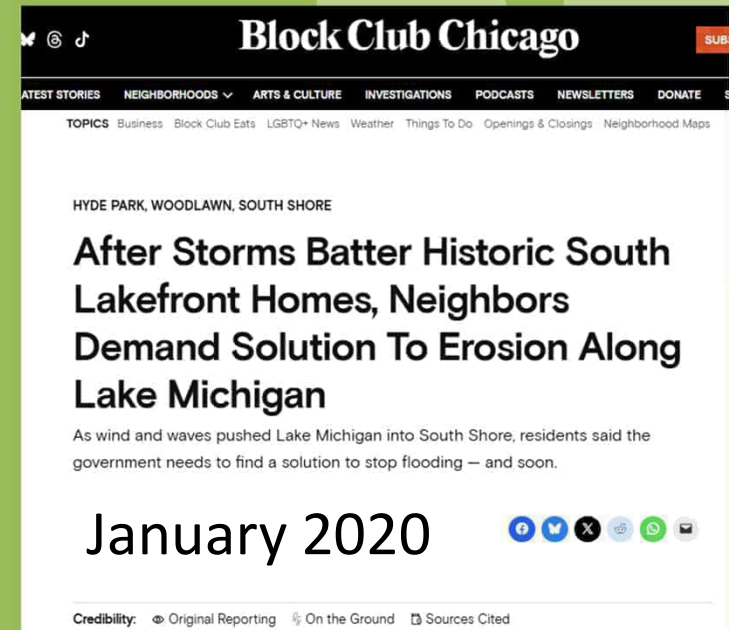 Block Club Chicago
SUB
ATEST STORIES NEIGHBORHOODS ARTS & CULTURE INVESTIGATIONS PODCASTS NEWSLETTERS DONATE S
TOPICS Business Block Club Eats LGBTQ+ News Weather Things To Do Openings & Closings Neighborhood Maps
HYDE PARK, WOODLAWN, SOUTH SHORE
After Storms Batter Historic South
Lakefront Homes, Neighbors
Demand Solution To Erosion Along
Lake Michigan
As wind and waves pushed Lake Michigan into South Shore, residents said the
government needs to find a solution to stop flooding — and soon.
January 2020
Credibility: Original Reporting On the Ground Sources Cited